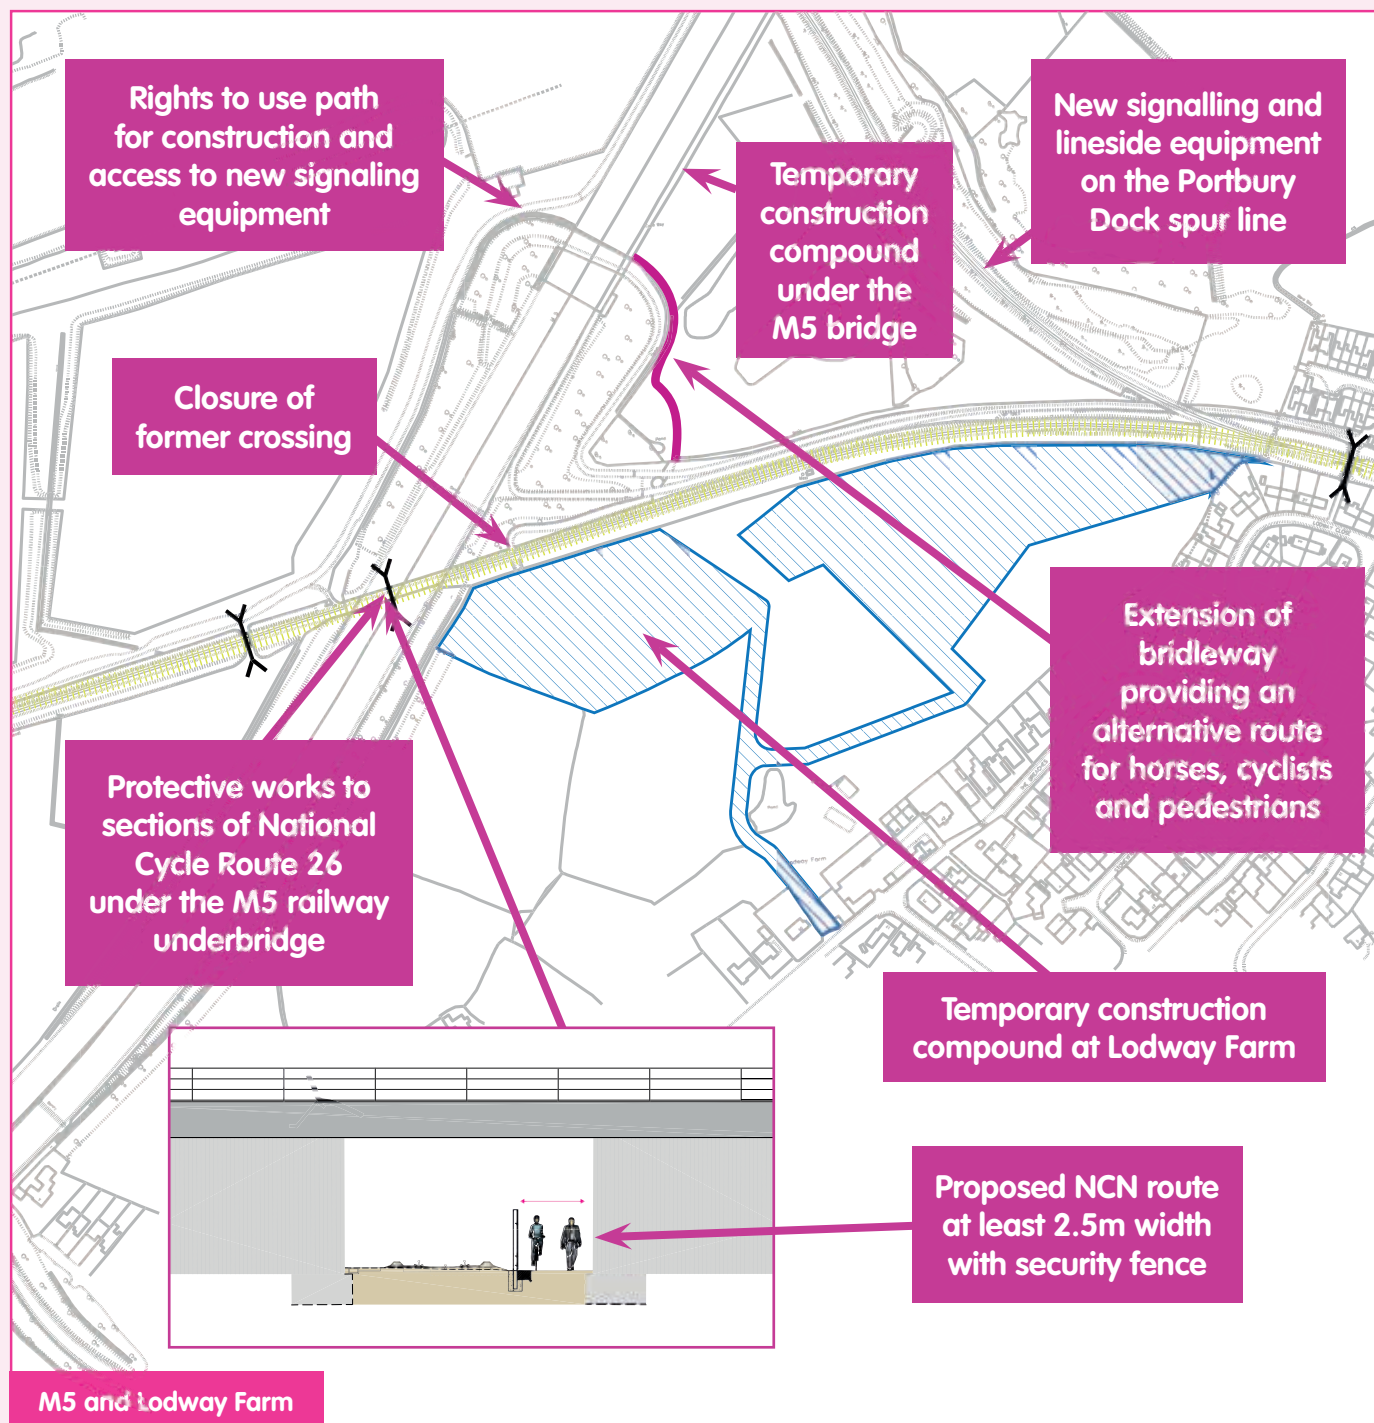 Rights to use path
for construction and
access to new signaling
equipment
New signalling and
lineside equipment
on the Portbury
Dock spur line
Temporary
construction
compound
under the
M5 bridge
Closure of
former crossing
Extension of
bridleway
providing an
alternative route
for horses, cyclists
and pedestrians
Protective works to
sections of National
Cycle Route 26
under the M5 railway
underbridge
Temporary construction
compound at Lodway Farm
Proposed NCN route
at least 2.5m width
with security fence
M5 and Lodway Farm